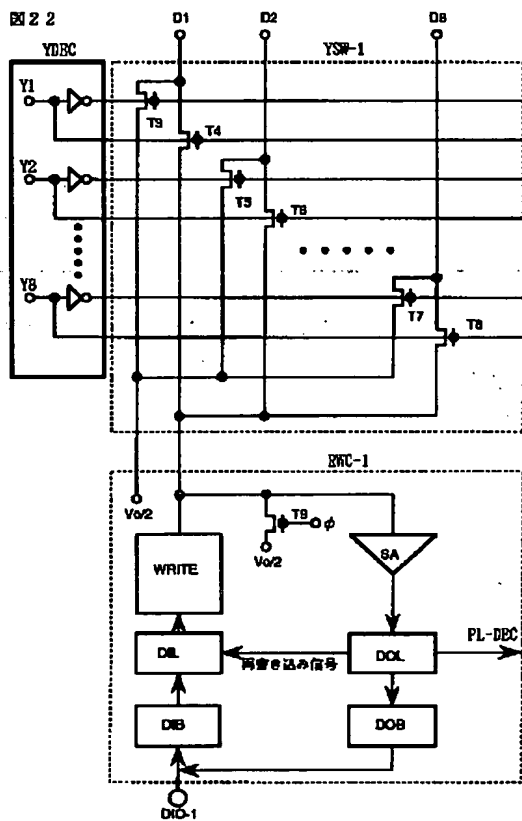 図22
D1
D2
D8
YDEC
YSW-1
Y1
T3
T4
Y2
T5
T6
Y8
T7
T8
RWC-1
Vo/2
T9
φ
Vo/2
SA
WRITE
PL-DEC
DIL
再書き込み信号
DOL
DIB
DOB
DIO-1